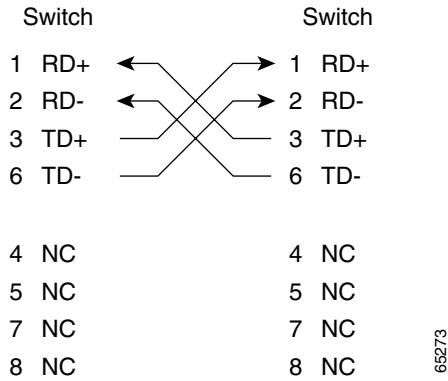 Switch Switch
1 RD+ 1 RD+
2 RD- 2 RD-
3 TD+ 3 TD+
6 TD- 6 TD-
4 NC 4 NC
5 NC 5 NC
7 NC 7 NC
8 NC 8 NC
65273